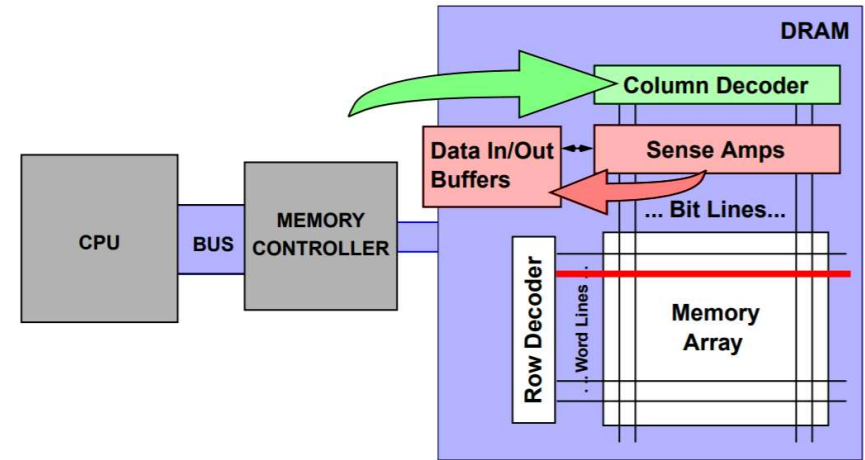 DRAM
Column Decoder
Data In/Out
Buffers
Sense Amps
... Bit Lines...
CPU
BUS
MEMORY
CONTROLLER
Row Decoder
... Word Lines ...
Memory
Array